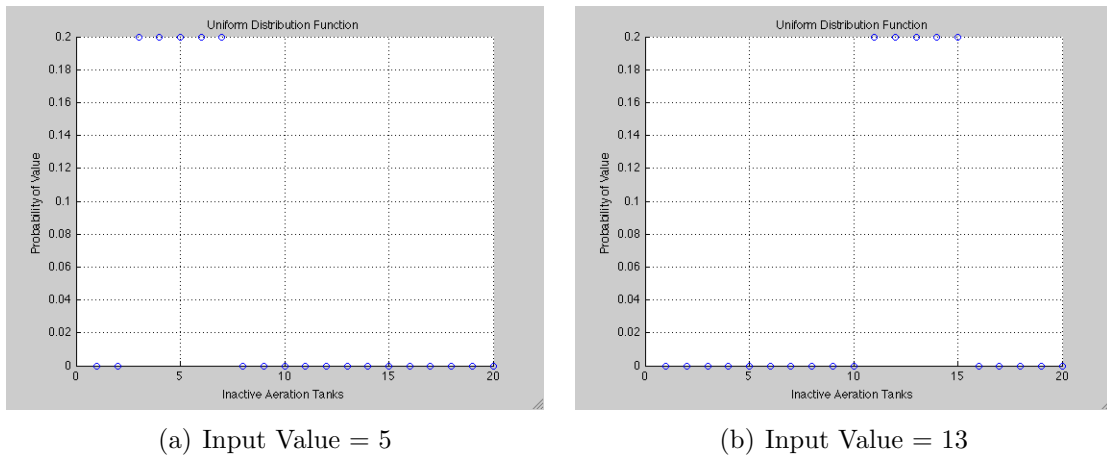 Uniform Distribution Function
0.2
0.18
0.16
0.14
0.12
0.1
0.08
0.06
0.04
0.02
0
Probability of Value
0 5 10 15 20
Inactive Aeration Tanks
(a) Input Value = 5
Uniform Distribution Function
0.2
0.18
0.16
0.14
0.12
0.1
0.08
0.06
0.04
0.02
0
Probability of Value
0 5 10 15 20
Inactive Aeration Tanks
(b) Input Value = 13